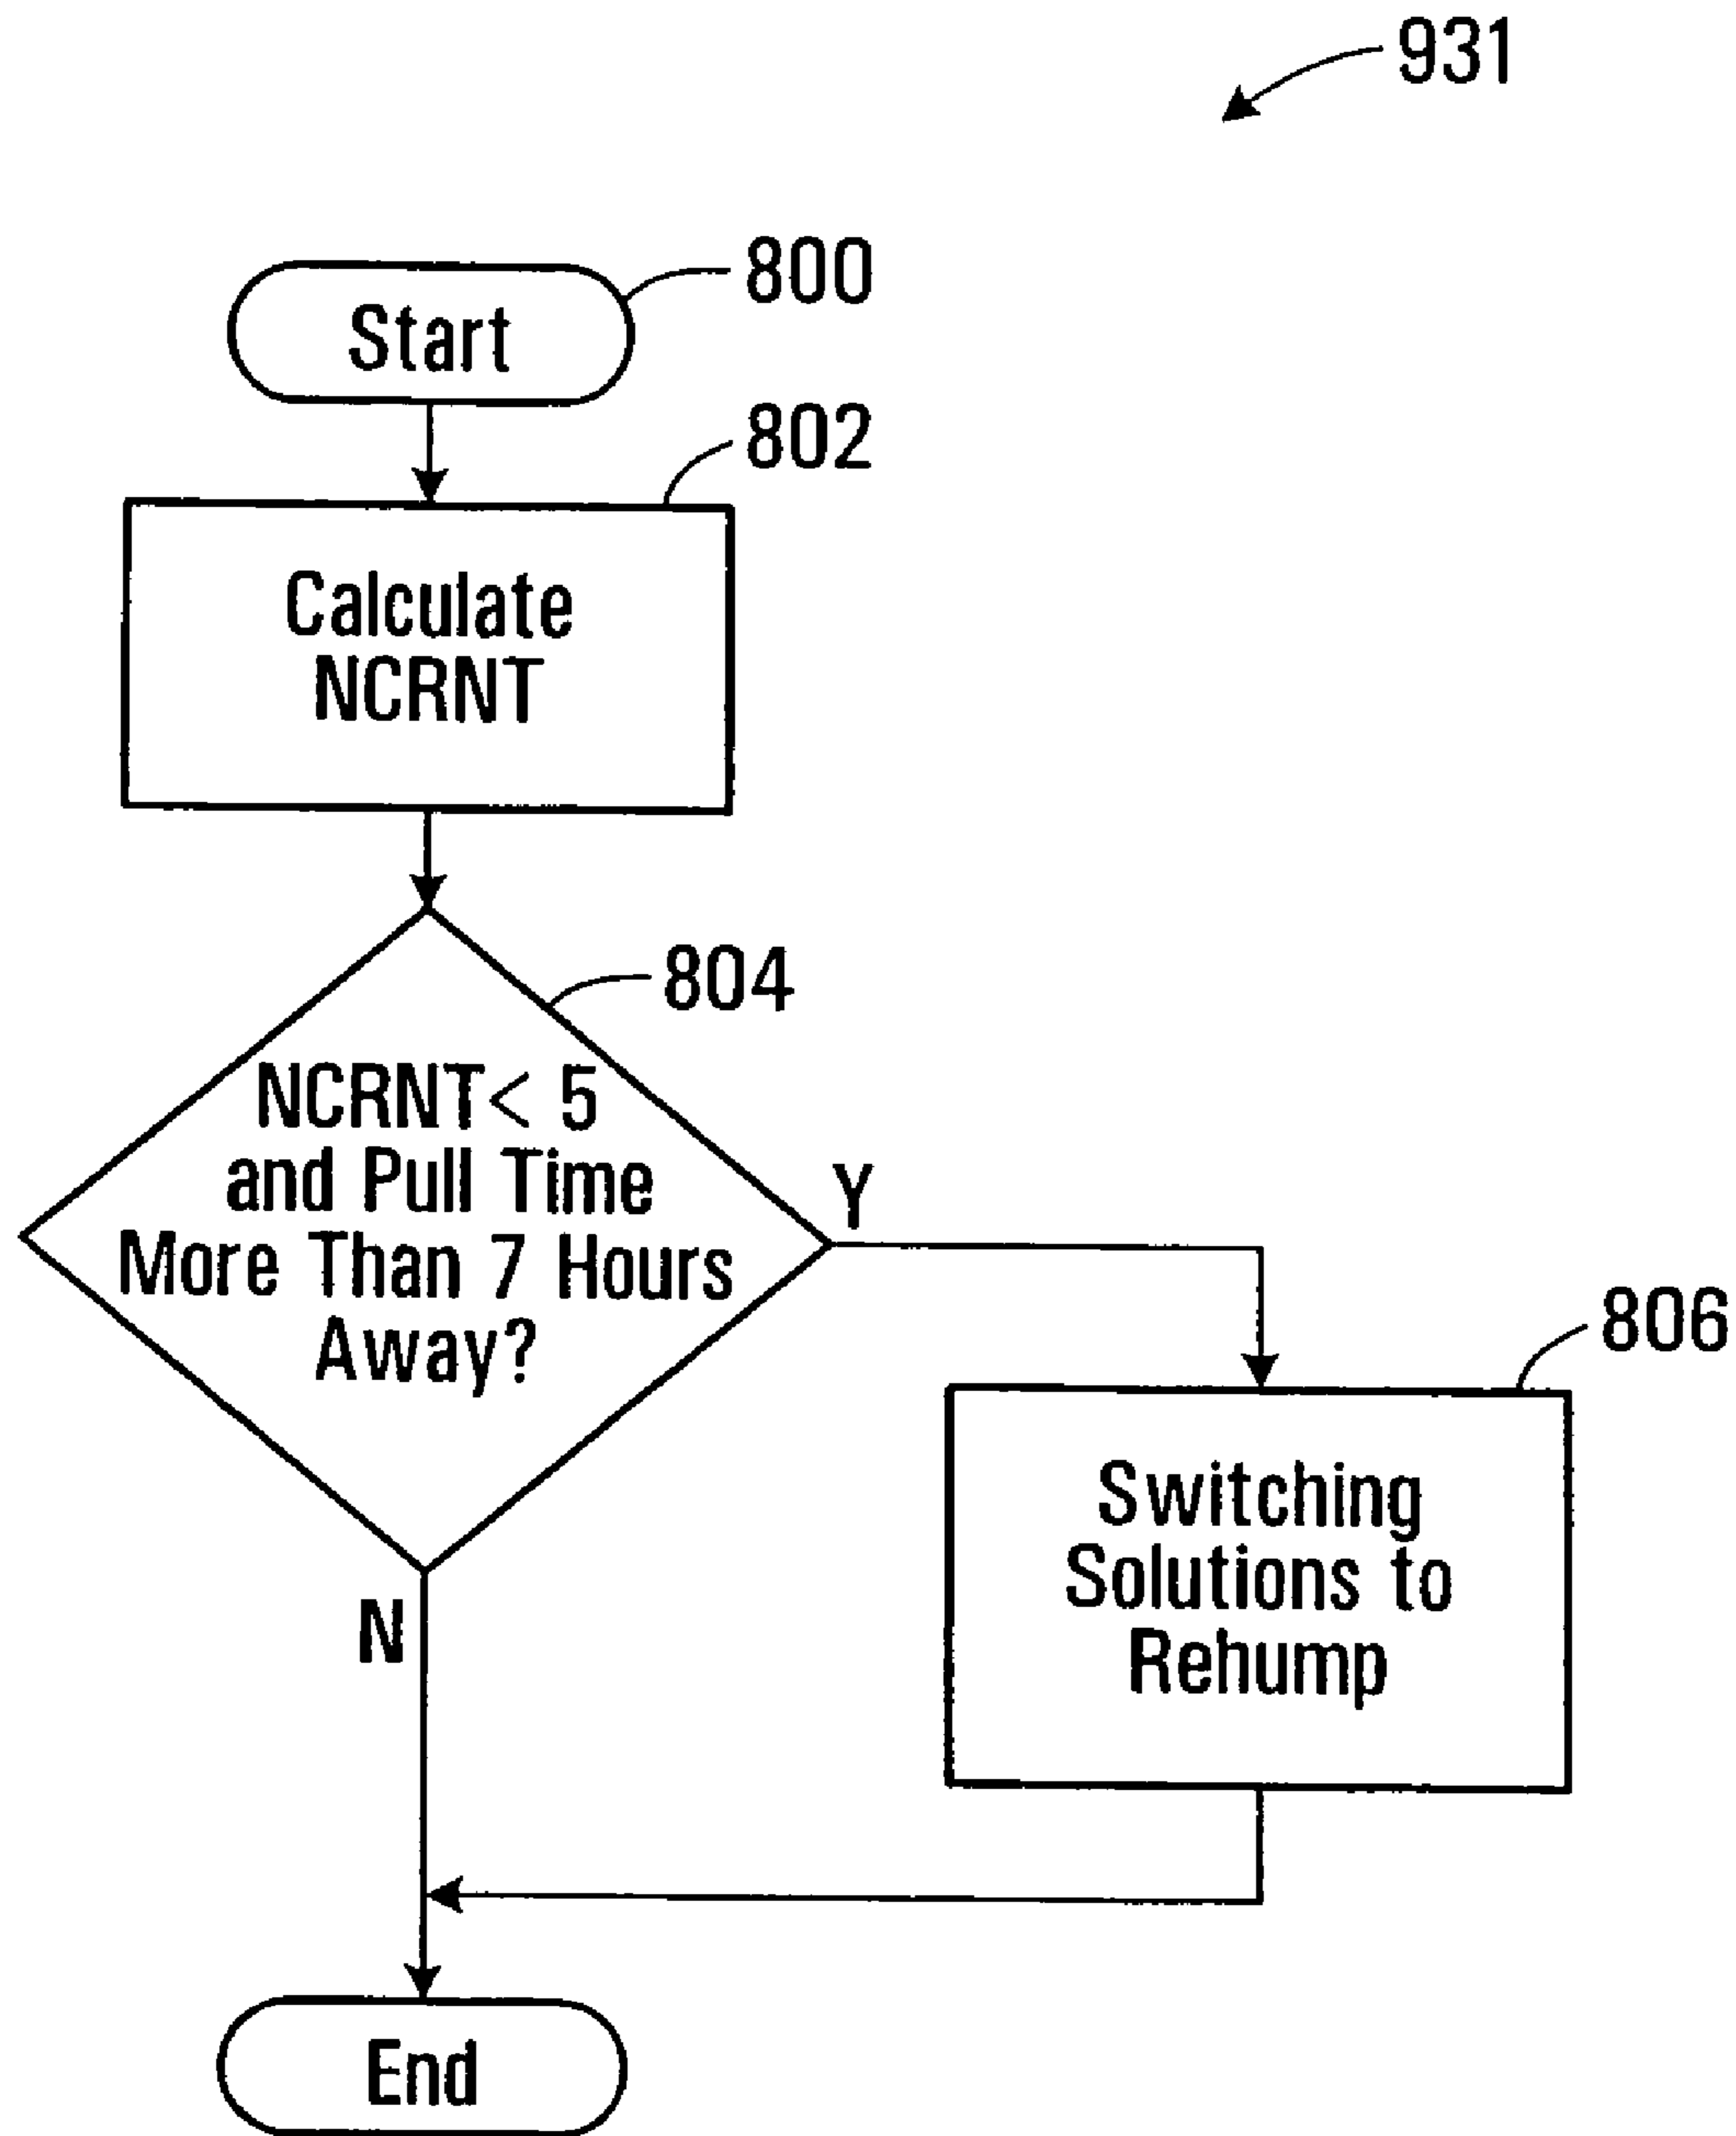 931
800
Start
802
Calculate
NCRNT
804
NCRNT< 5
and Pull Time
More Than 7 Hours
Away?
Y
806
Switching
Solutions to
Rehump
N
End